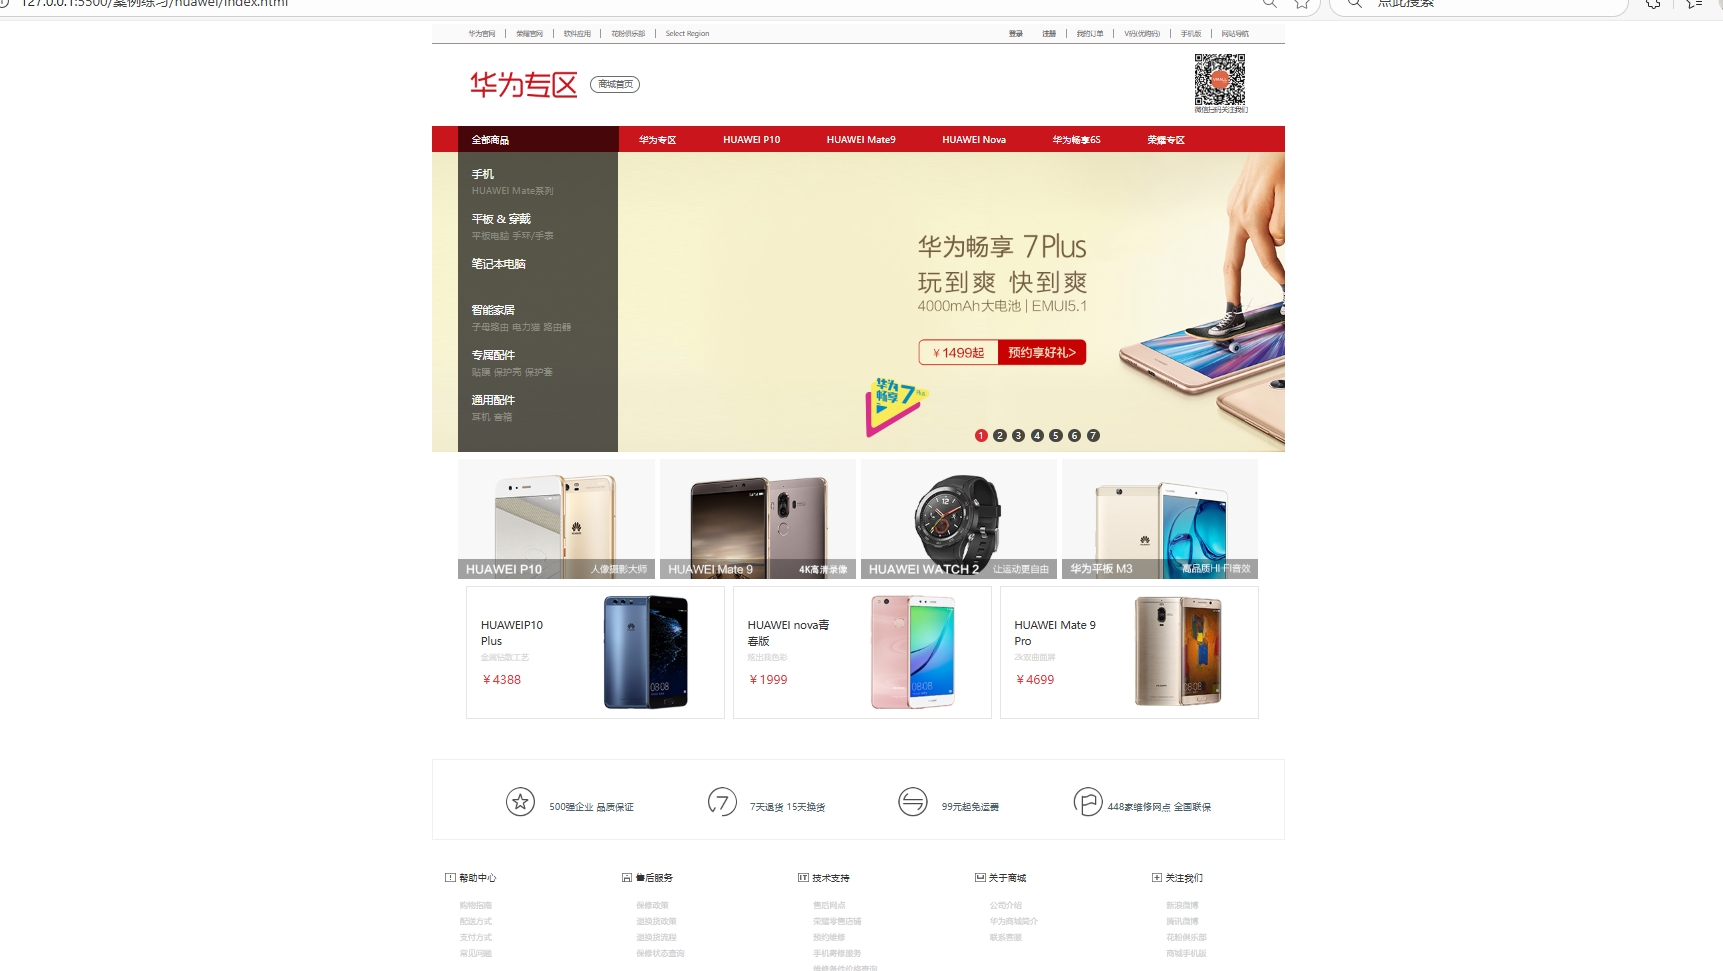 127.0.0.1:5500/案例练习/huawei/index.html
点此搜索
华为官网 | 荣耀官网 | 软件应用 | 花粉俱乐部 | Select Region
登录 注册 | 我的订单 | V码(优购码) | 手机版 | 网站导航
华为专区 商城首页
微信扫码关注我们
全部商品 华为专区 HUAWEI P10 HUAWEI Mate9 HUAWEI Nova 华为畅享6S 荣耀专区
手机
HUAWEI Mate系列
平板 & 穿戴
平板电脑 手环/手表
笔记本电脑
智能家居
子母路由 电力猫 路由器
专属配件
贴膜 保护壳 保护套
通用配件
耳机 音箱
华为畅享 7Plus
玩到爽 快到爽
4000mAh大电池 | EMUI5.1
￥1499起 预约享好礼>
华为
畅享7
1 2 3 4 5 6 7
HUAWEI P10 人像摄影大师
HUAWEI Mate 9 4K高清录像
HUAWEI WATCH 2 让运动更自由
华为平板 M3 高品质HI-FI音效
HUAWEIP10
Plus
金属钻雕工艺
￥4388
08:08
HUAWEI nova青
春版
炫出我色彩
￥1999
08:08
HUAWEI Mate 9
Pro
2k双曲面屏
￥4699
08:08
500强企业 品质保证
7天退货 15天换货
99元起免运费
448家维修网点 全国联保
帮助中心
购物指南
配送方式
支付方式
常见问题
售后服务
保修政策
退换货政策
退换货流程
保修状态查询
技术支持
售后网点
荣耀零售店铺
预约维修
手机寄修服务
维修备件价格查询
关于商城
公司介绍
华为商城简介
联系客服
关注我们
新浪微博
腾讯微博
花粉俱乐部
商城手机版